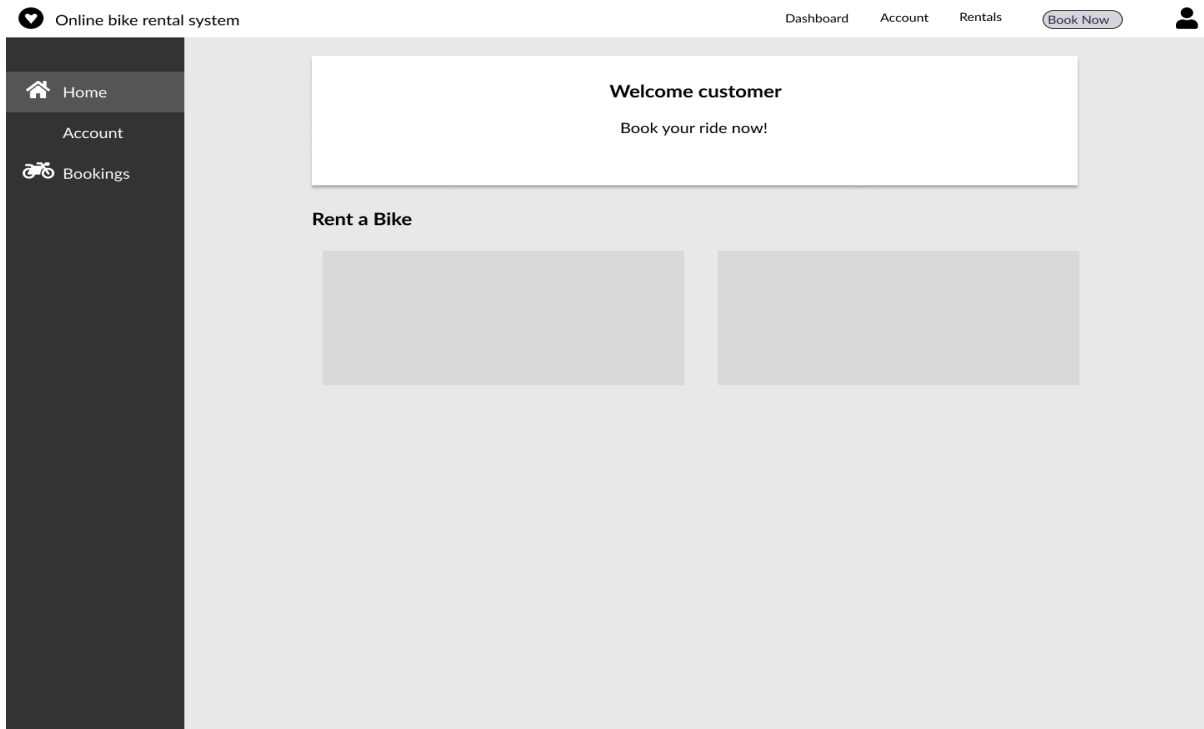 Online bike rental system
Dashboard Account Rentals Book Now
Home
Account
Bookings
Welcome customer
Book your ride now!
Rent a Bike